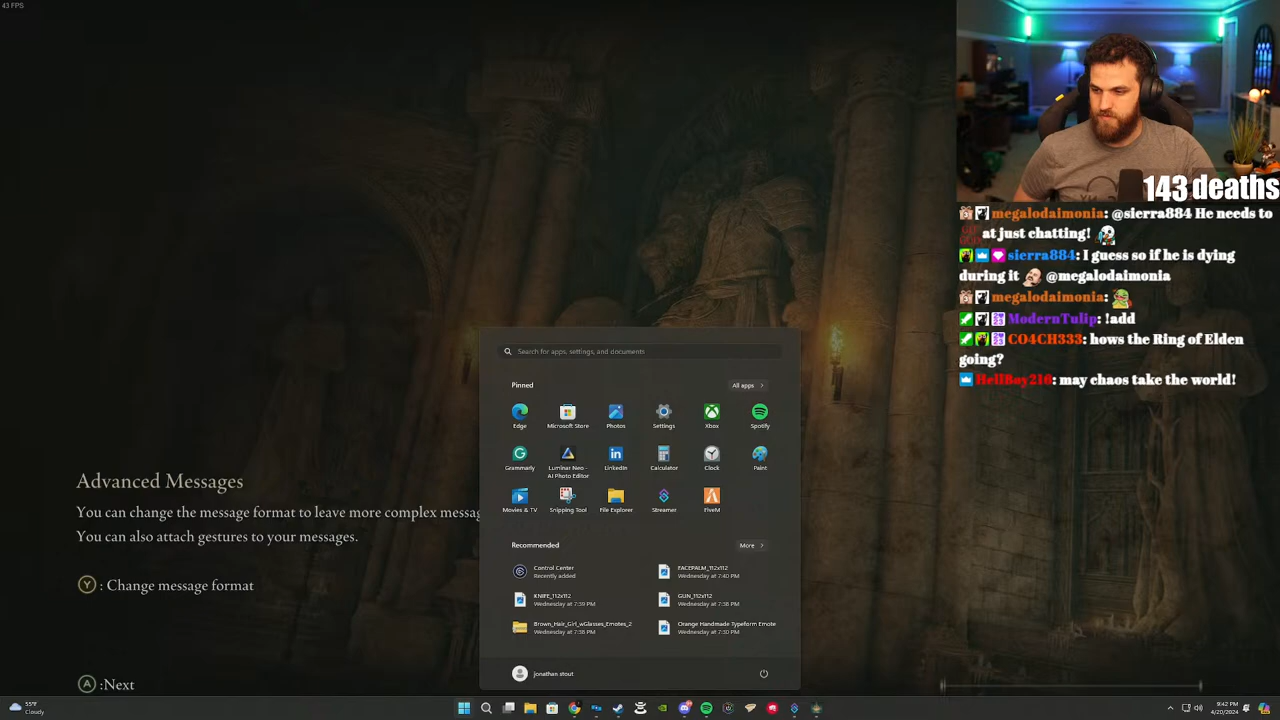 43 FPS
143 deaths
megalodaimonia: @sierra884 He needs to
at just chatting!
sierra884: I guess so if he is dying
during it @megalodaimonia
megalodaimonia:
ModernTulip: !add
CO4CH333: hows the Ring of Elden
going?
HellBoy216: may chaos take the world!
Search for apps, settings, and documents
Pinned
All apps >
Edge
Microsoft Store
Photos
Settings
Xbox
Spotify
Grammarly
Luminar Neo -
AI Photo Editor
LinkedIn
Calculator
Clock
Paint
Movies & TV
Snipping Tool
File Explorer
Streamer
FiveM
Recommended
More >
Control Center
Recently added
FACEPALM_112x112
Wednesday at 7:40 PM
KNIFE_112x112
Wednesday at 7:39 PM
GUN_112x112
Wednesday at 7:38 PM
Brown_Hair_Girl_wGlasses_Emotes_2
Wednesday at 7:38 PM
Orange Handmade Typeform Emote
Wednesday at 7:30 PM
jonathan stout
Advanced Messages
You can change the message format to leave more complex messag
You can also attach gestures to your messages.
Y : Change message format
A :Next
55°F
Cloudy
9:42 PM
4/20/2024